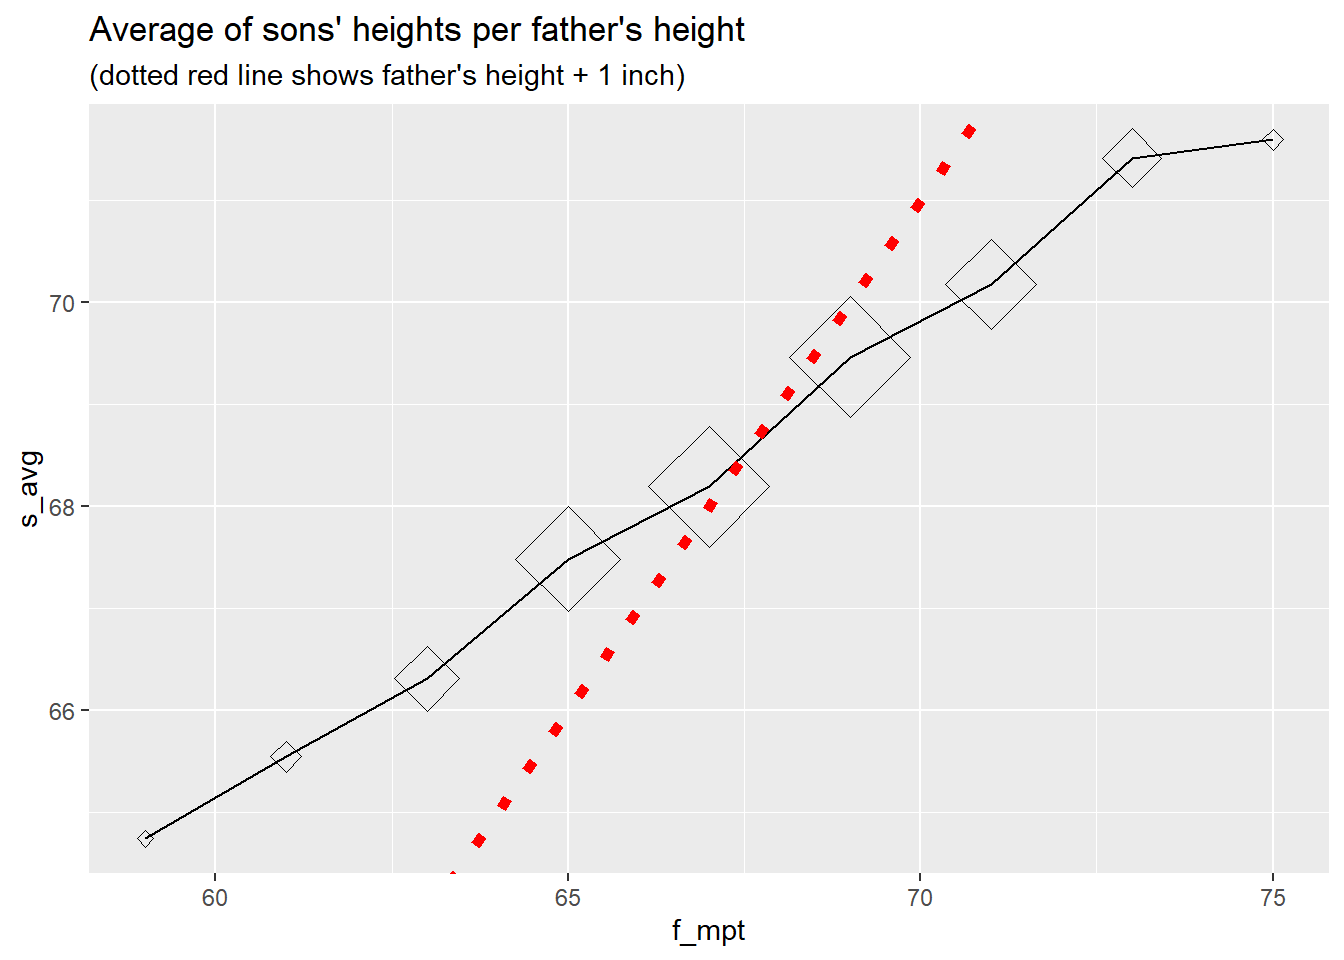 Average of sons' heights per father's height
(dotted red line shows father's height + 1 inch)
70
68
66
s_avg
60 65 70 75
f_mpt